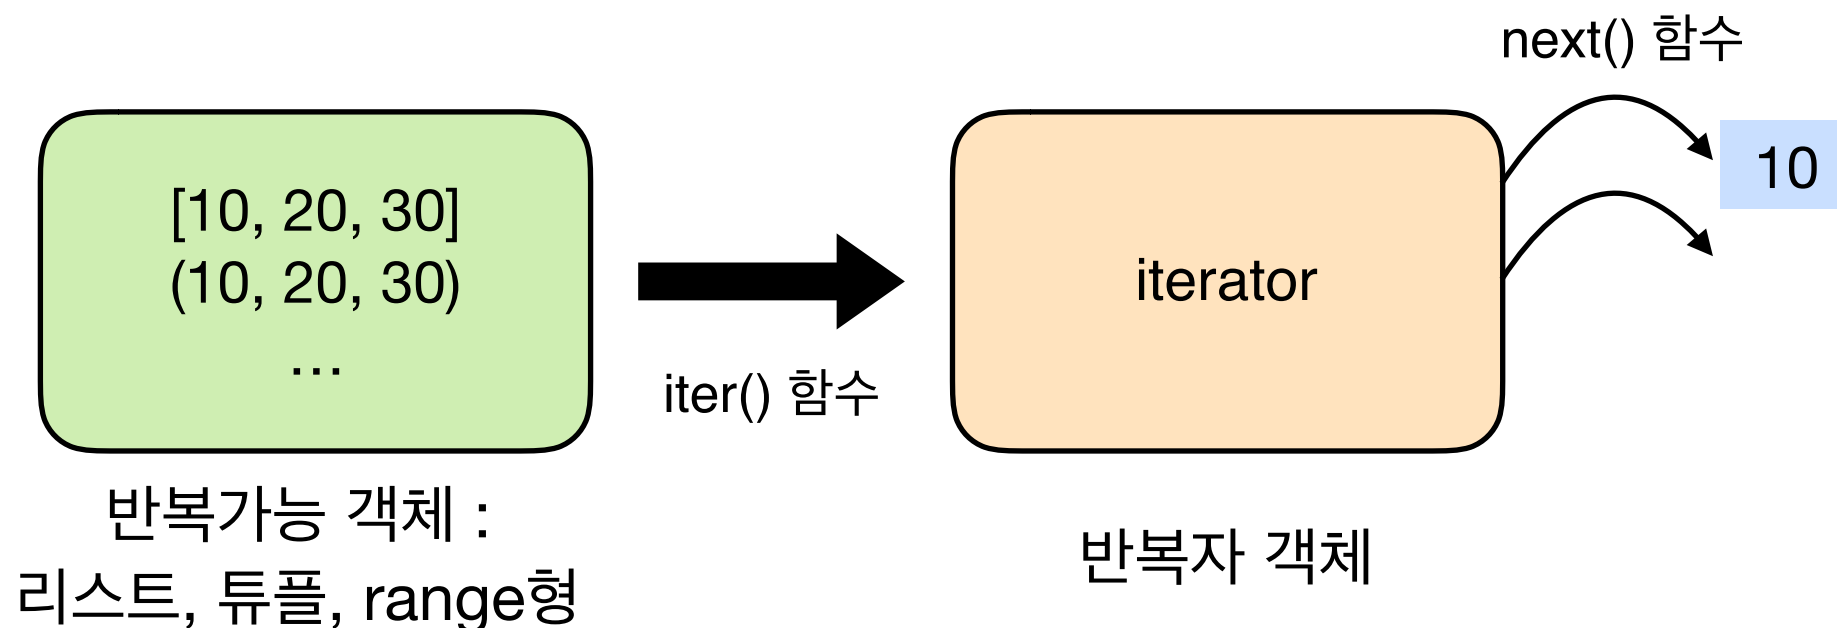 next() 함수
[10, 20, 30]
(10, 20, 30)
...
iter() 함수
iterator
10
반복가능 객체 :
리스트, 튜플, range형
반복자 객체